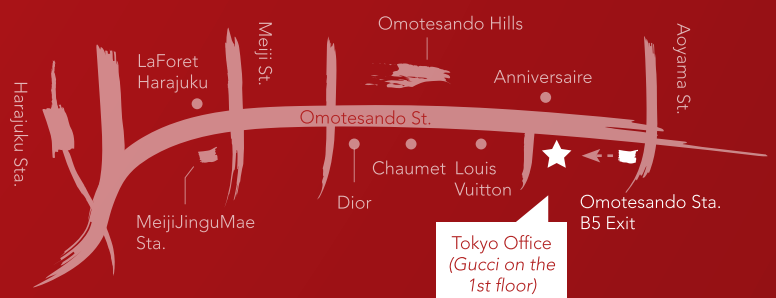 Omotesando Hills
Meiji St.
Aoyama St.
LaForet
Harajuku
Anniversaire
Harajuku Sta.
Omotesando St.
Chaumet
Louis
Vuitton
Dior
Omotesando Sta.
B5 Exit
MeijiJinguMae
Sta.
Tokyo Office
(Gucci on the
1st floor)